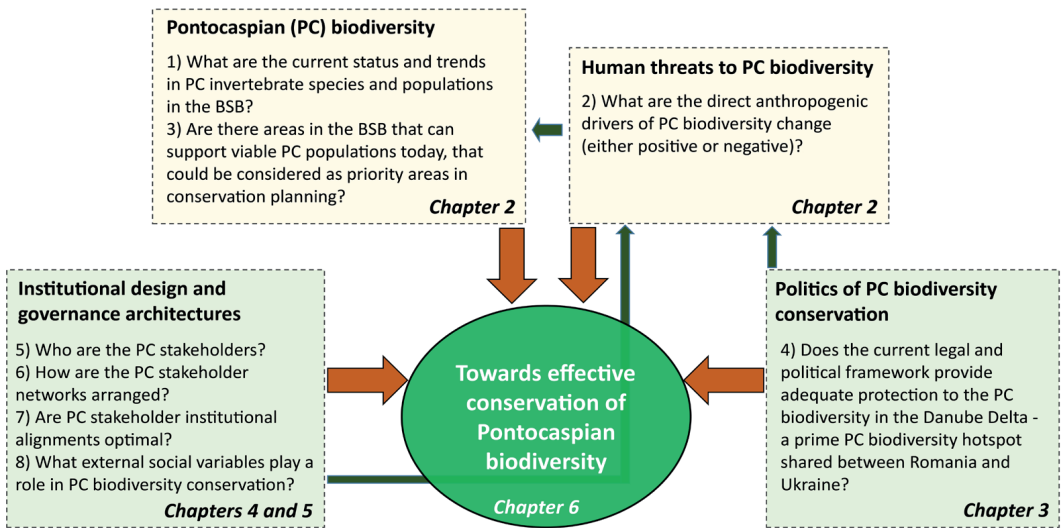 Pontocaspian (PC) biodiversity
1) What are the current status and trends
in PC invertebrate species and populations
in the BSB?
3) Are there areas in the BSB that can
support viable PC populations today, that
could be considered as priority areas in
conservation planning?
Chapter 2
Human threats to PC biodiversity
2) What are the direct anthropogenic
drivers of PC biodiversity change
(either positive or negative)?
Chapter 2
Institutional design and
governance architectures
5) Who are the PC stakeholders?
6) How are the PC stakeholder
networks arranged?
7) Are PC stakeholder institutional
alignments optimal?
8) What external social variables play a
role in PC biodiversity conservation?
Chapters 4 and 5
Towards effective
conservation of
Pontocaspian
biodiversity
Chapter 6
Politics of PC biodiversity
conservation
4) Does the current legal and
political framework provide
adequate protection to the PC
biodiversity in the Danube Delta -
a prime PC biodiversity hotspot
shared between Romania and
Ukraine?
Chapter 3